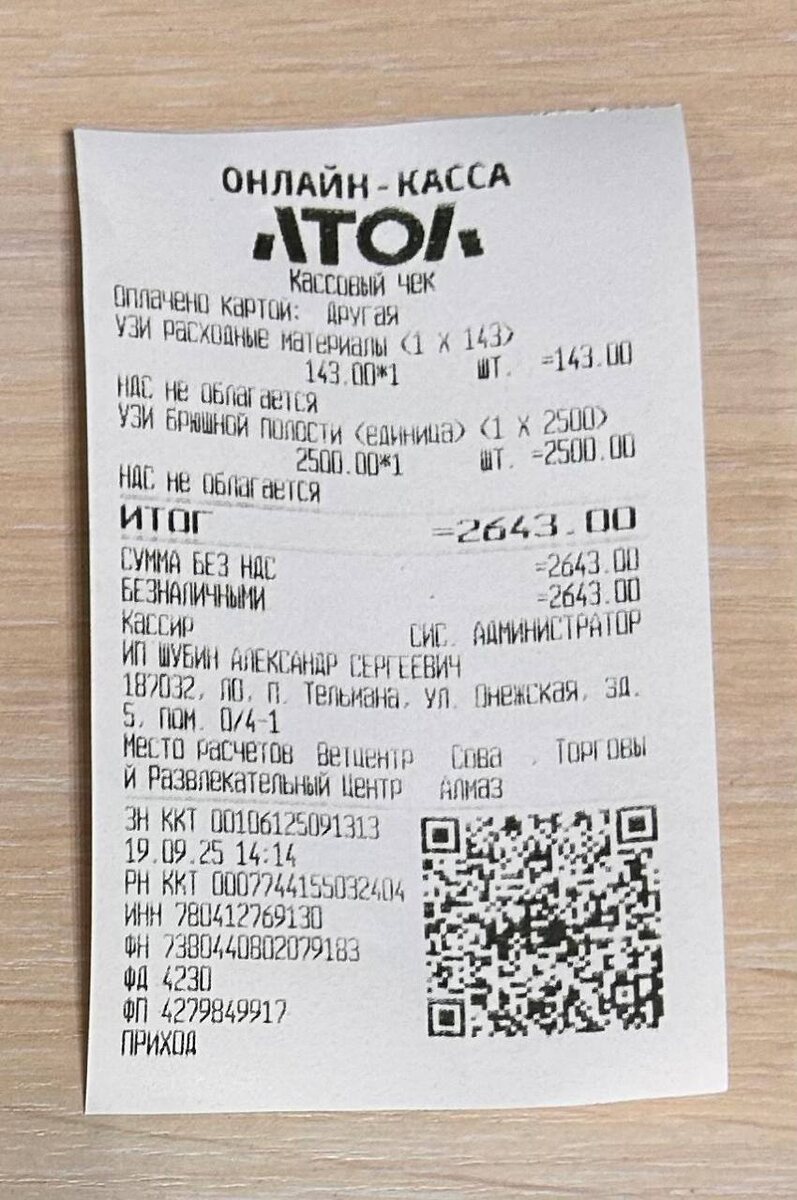 ОНЛАЙН-КАССА
АТОЛ
Кассовый чек
Оплачено картой: Другая
УЗИ расходные материалы (1 X 143)
143.00*1 шт. =143.00
НДС не облагается
УЗИ брюшной полости (единица) (1 X 2500)
2500.00*1 шт. =2500.00
НДС не облагается
ИТОГ =2643.00
СУММА БЕЗ НДС =2643.00
БЕЗНАЛИЧНЫМИ =2643.00
Кассир СИС. АДМИНИСТРАТОР
ИП ШУБИН АЛЕКСАНДР СЕРГЕЕВИЧ
187032, ЛО, п. Тельмана, ул. Онежская, зд.
5, пом. 0/4-1
Место расчетов Ветцентр Сова , Торговы
й Развлекательный Центр Алмаз
ЗН ККТ 00106125091313
19.09.25 14:14
РН ККТ 0007744155032404
ИНН 780412769130
ФН 7380440802079183
ФД 4230
ФП 4279849917
ПРИХОД